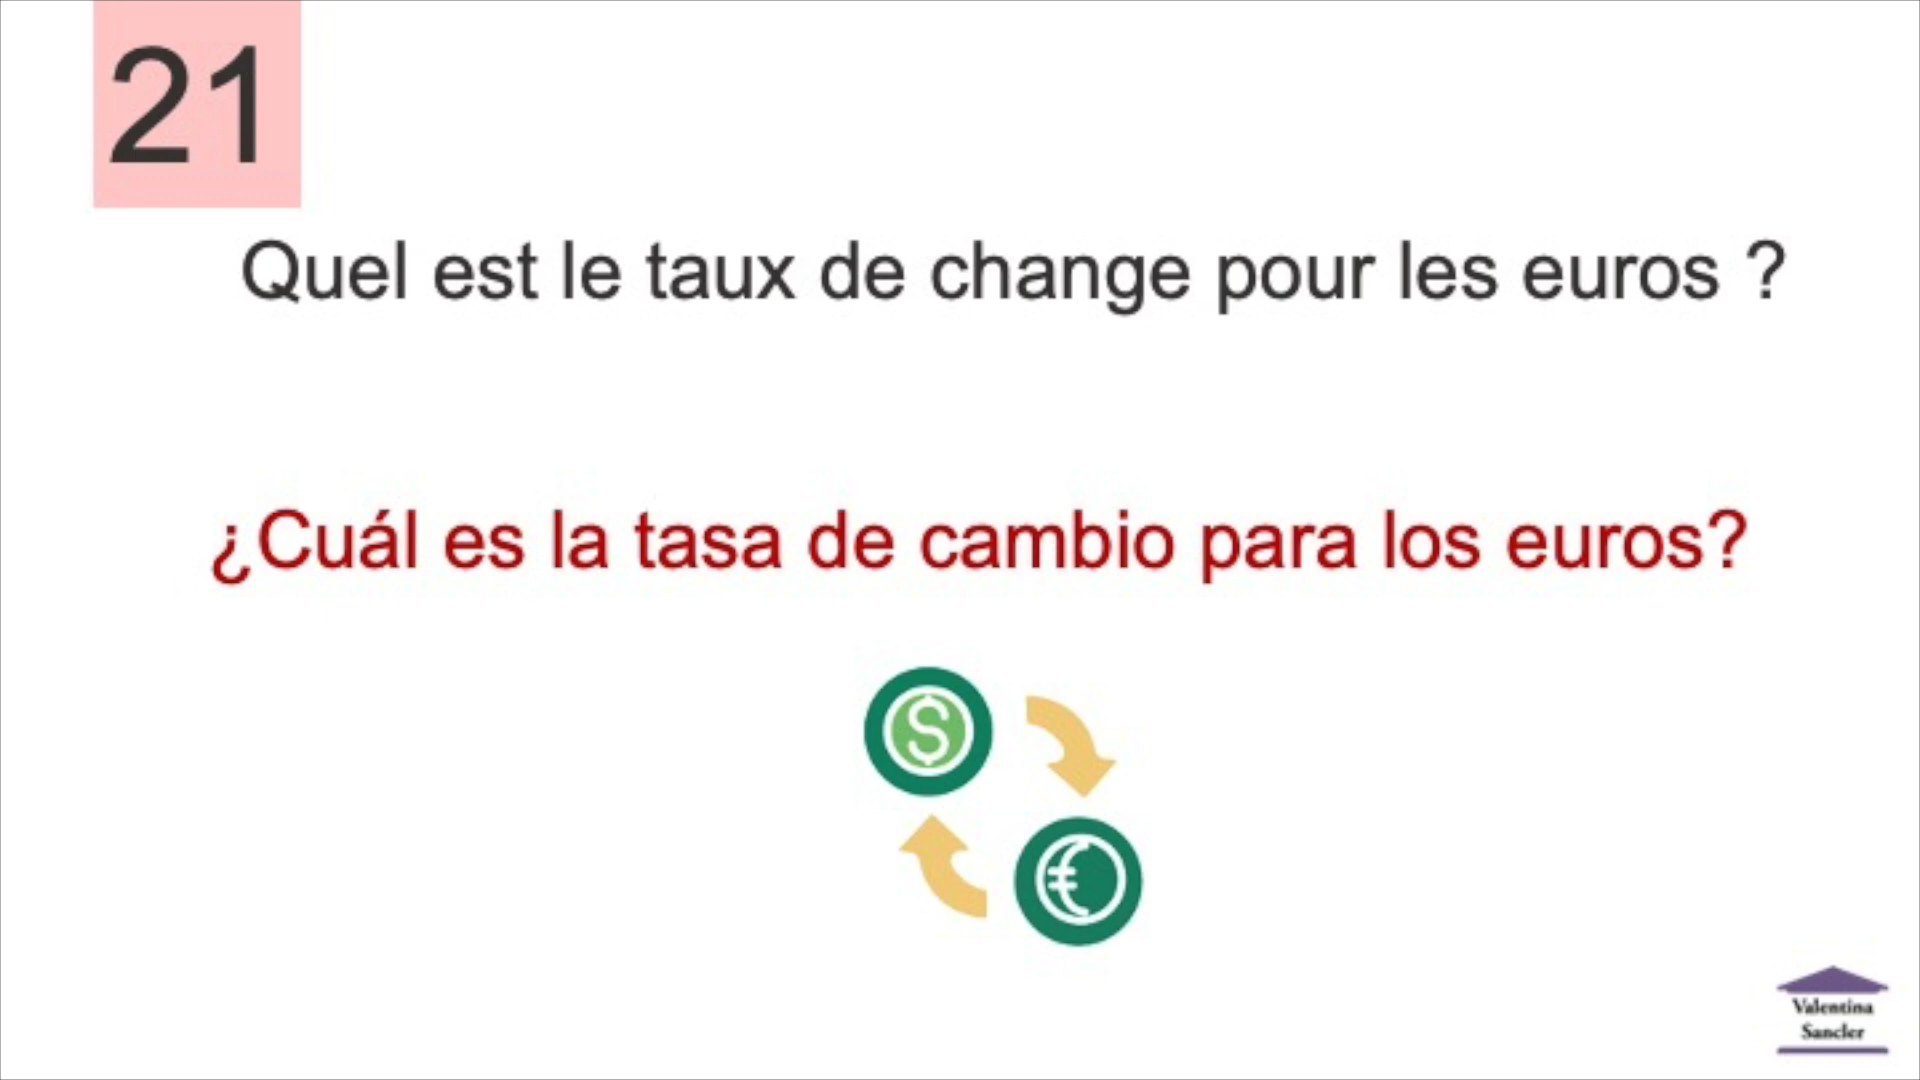 21
Quel est le taux de change pour les euros ?
¿Cuál es la tasa de cambio para los euros?
$
€
Valentina
Sancler